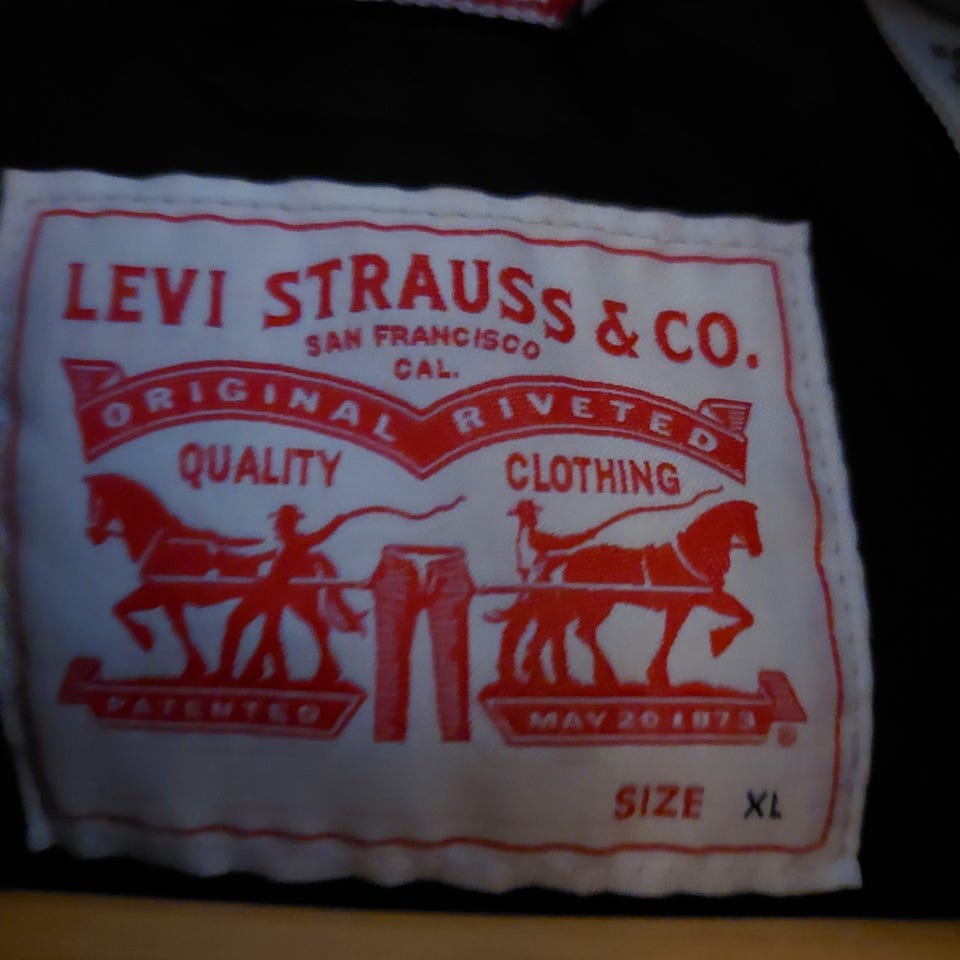 LEVI STRAUSS & CO.
SAN FRANCISCO
CAL.
ORIGINAL RIVETED
QUALITY CLOTHING
PATENTED MAY 20 1873
®
SIZE XL